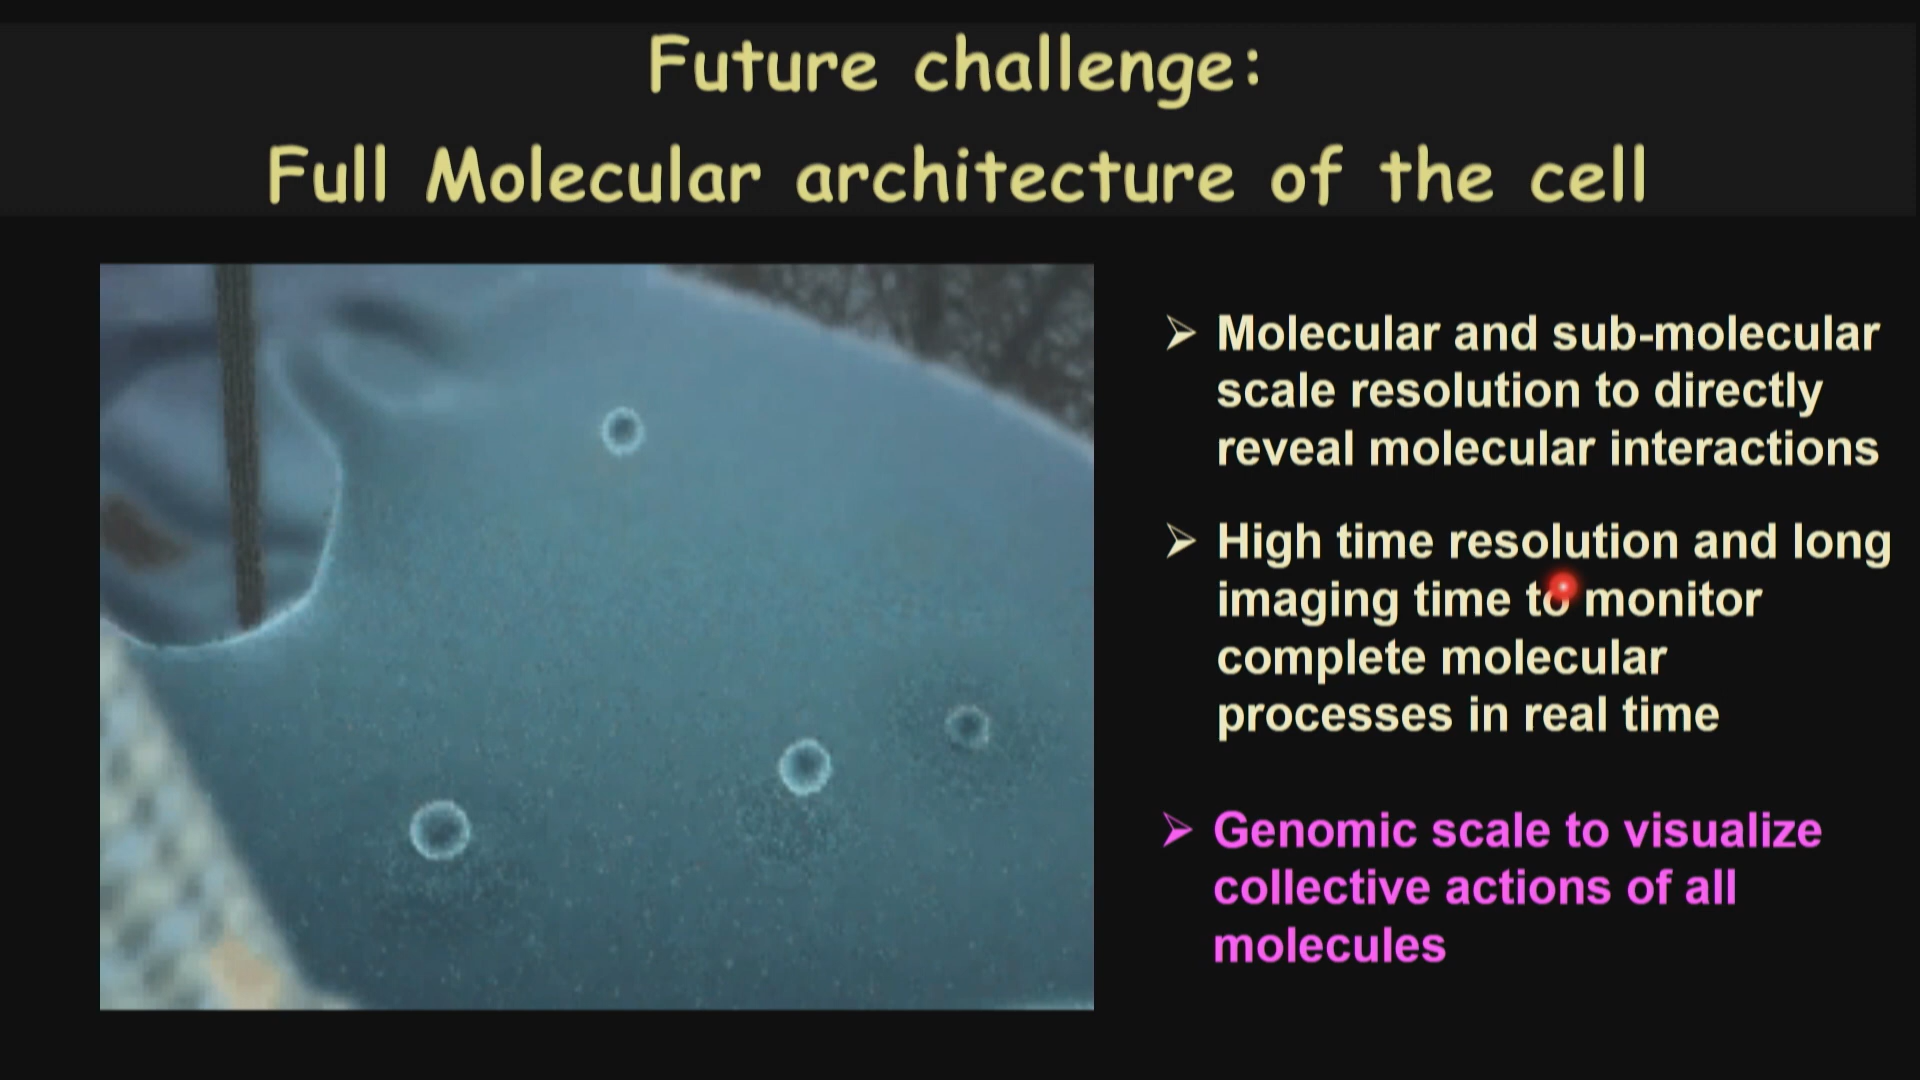 Future challenge:
Full Molecular architecture of the cell
➢ Molecular and sub-molecular
scale resolution to directly
reveal molecular interactions
➢ High time resolution and long
imaging time to monitor
complete molecular
processes in real time
➢ Genomic scale to visualize
collective actions of all
molecules